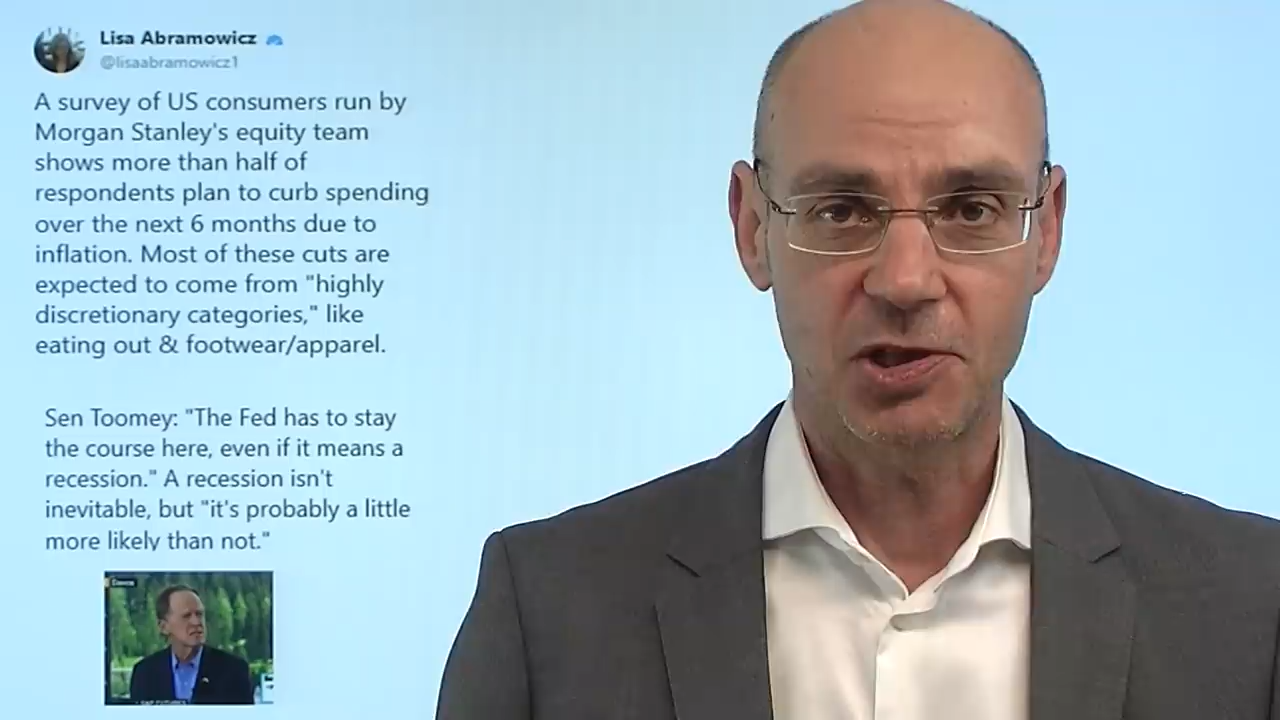 Lisa Abramowicz
@lisaabramowicz1
A survey of US consumers run by
Morgan Stanley's equity team
shows more than half of
respondents plan to curb spending
over the next 6 months due to
inflation. Most of these cuts are
expected to come from "highly
discretionary categories," like
eating out & footwear/apparel.
Sen Toomey: "The Fed has to stay
the course here, even if it means a
recession." A recession isn't
inevitable, but "it's probably a little
more likely than not."